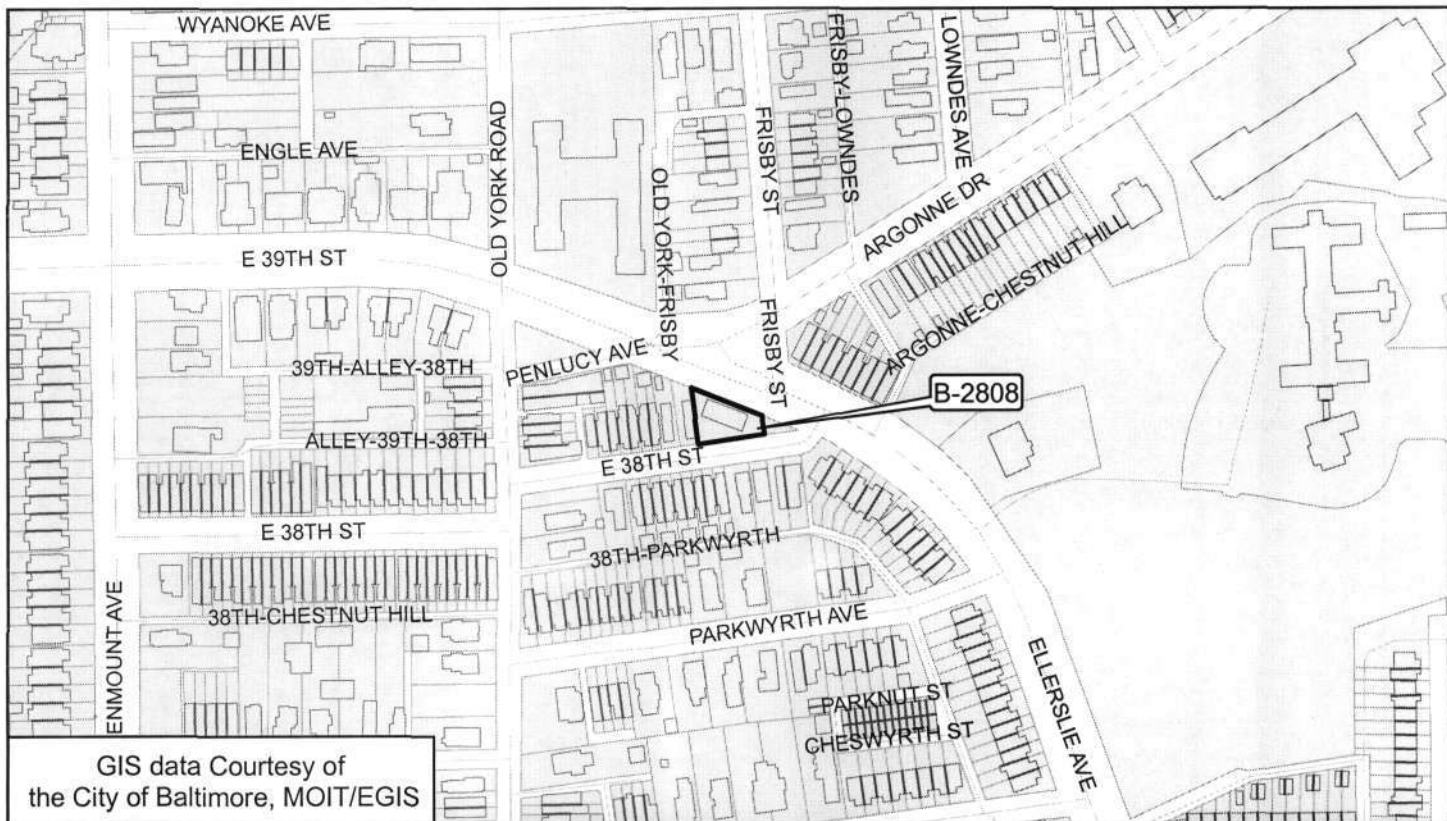 WYANOKE AVE
ENGLE AVE
OLD YORK ROAD
OLD YORK-FRISBY
FRISBY ST
FRISBY-LOWNDES
LOWNDES AVE
ARGONNE DR
ARGONNE-CHESTNUT HILL
E 39TH ST
FRISBY ST
PENLUCY AVE
39TH-ALLEY-38TH
B-2808
ALLEY-39TH-38TH
E 38TH ST
E 38TH ST
38TH-PARKWYRTH
38TH-CHESTNUT HILL
PARKWYRTH AVE
ENMOUNT AVE
ELLERSLIE AVE
PARKNUT ST
CHESWYRTH ST
GIS data Courtesy of
the City of Baltimore, MOIT/EGIS